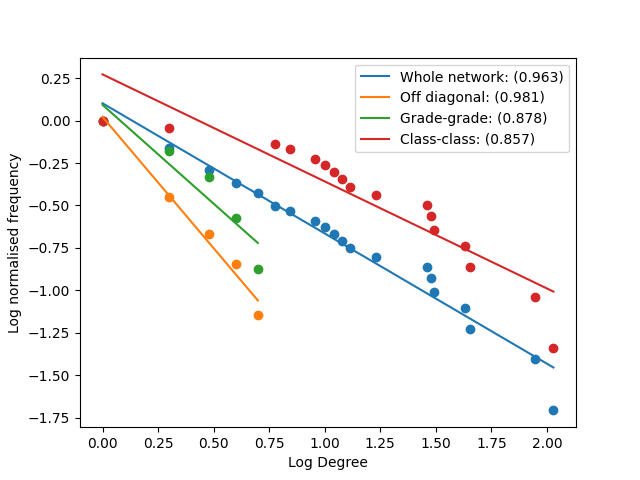 Whole network: (0.963)
Off diagonal: (0.981)
Grade-grade: (0.878)
Class-class: (0.857)
Log normalised frequency
0.25
0.00
−0.25
−0.50
−0.75
−1.00
−1.25
−1.50
−1.75
0.00 0.25 0.50 0.75 1.00 1.25 1.50 1.75 2.00
Log Degree